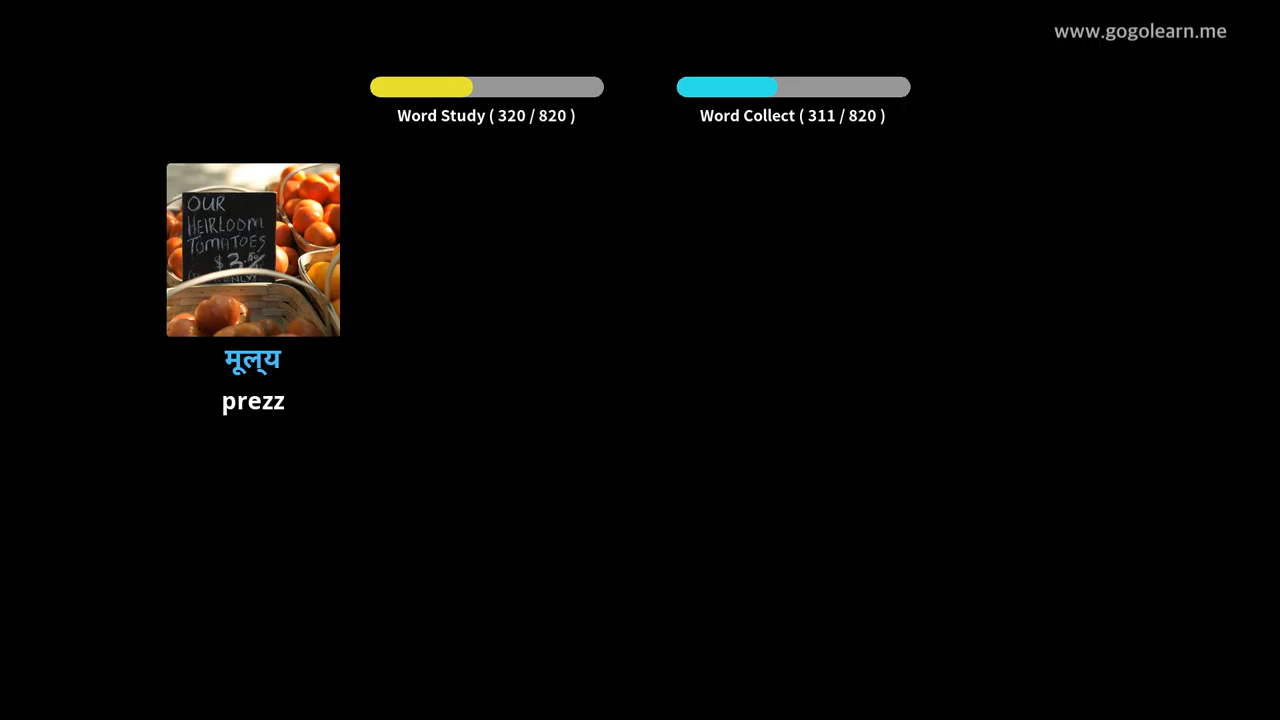 www.gogolearn.me
Word Study ( 320 / 820 )
Word Collect ( 311 / 820 )
OUR
HEIRLOOM
TOMATOES
मूल्य
prezz